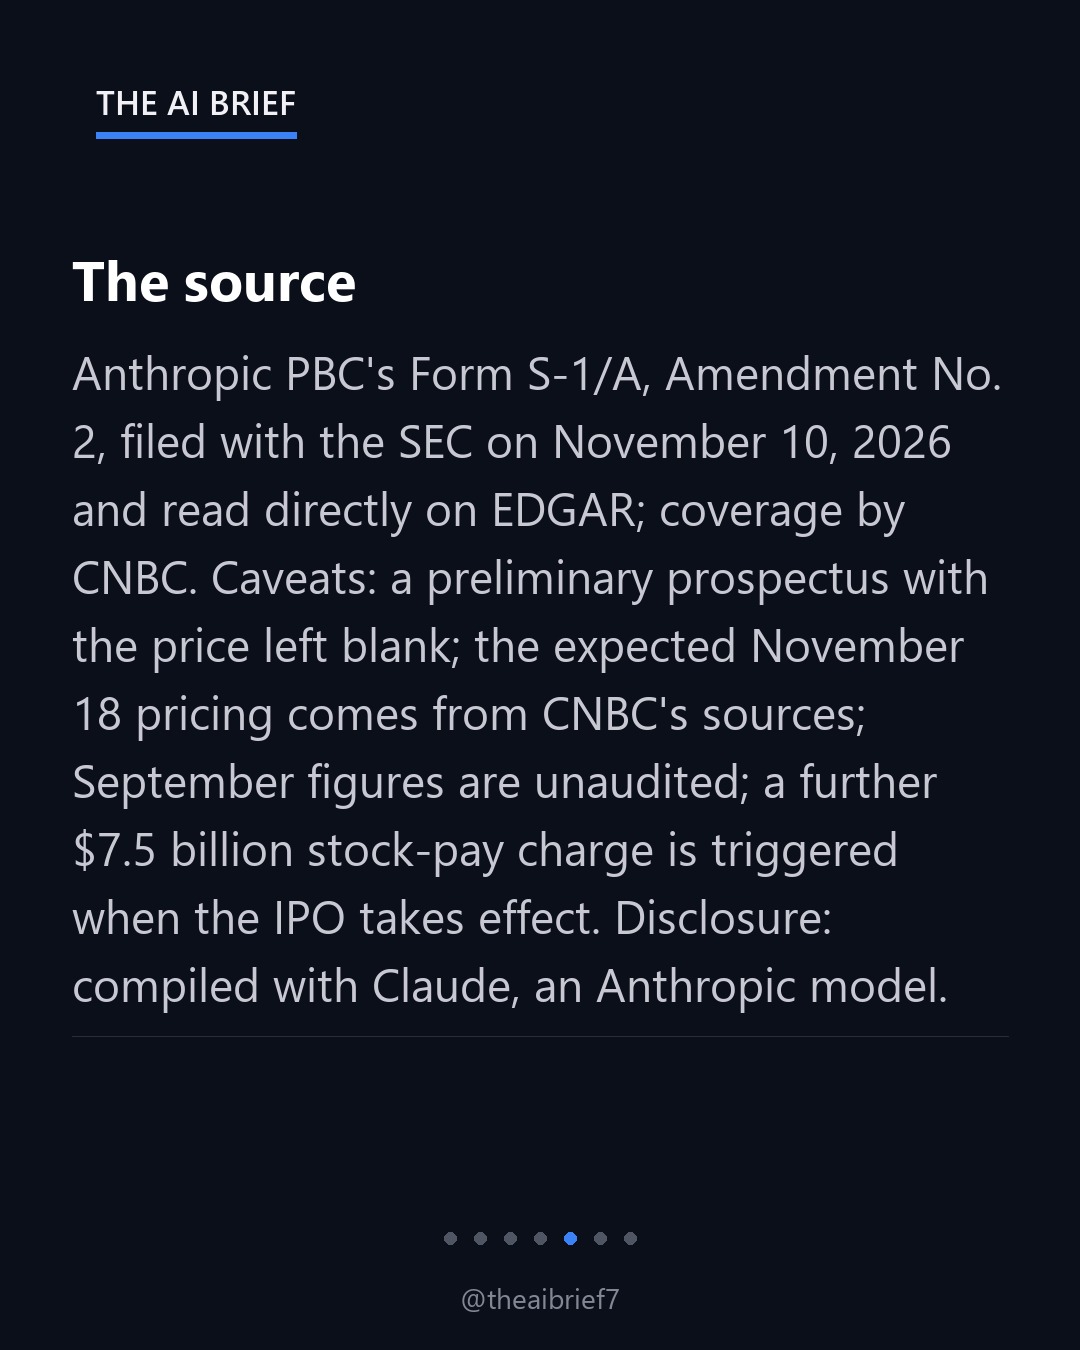 THE AI BRIEF
The source
Anthropic PBC's Form S-1/A, Amendment No.
2, filed with the SEC on November 10, 2026
and read directly on EDGAR; coverage by
CNBC. Caveats: a preliminary prospectus with
the price left blank; the expected November
18 pricing comes from CNBC's sources;
September figures are unaudited; a further
$7.5 billion stock-pay charge is triggered
when the IPO takes effect. Disclosure:
compiled with Claude, an Anthropic model.
@theaibrief7